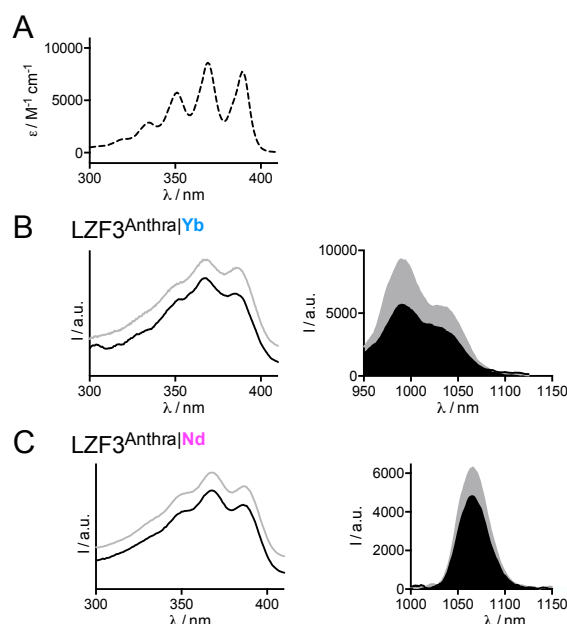 A
10000
5000
0
ε / M-1 cm-1
300 350 400
λ / nm
B
LZF3Anthra|Yb
I / a.u.
300 350 400
λ / nm
10000
5000
0
I / a.u.
950 1000 1050 1100 1150
λ / nm
C
LZF3Anthra|Nd
I / a.u.
300 350 400
λ / nm
6000
4000
2000
0
I / a.u.
1000 1050 1100 1150
λ / nm